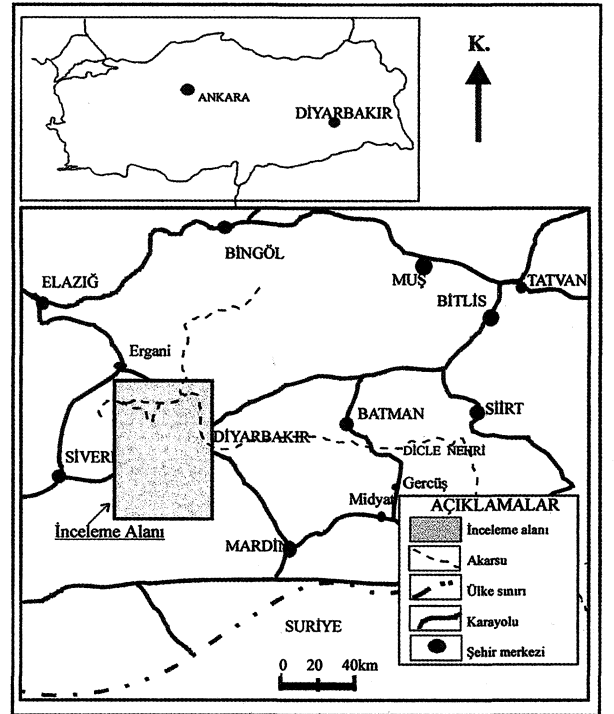 K.
ANKARA
DİYARBAKIR
BİNGÖL
ELAZIĞ
MUŞ
TATVAN
BİTLİS
Ergani
BATMAN
SİİRT
DİYARBAKIR
DİCLE NEHRİ
SİVERE
Gercüş
Midyat
İnceleme Alanı
MARDİN
AÇIKLAMALAR
İnceleme alanı
Akarsu
Ülke sınırı
Karayolu
Şehir merkezi
SURİYE
0 20 40km